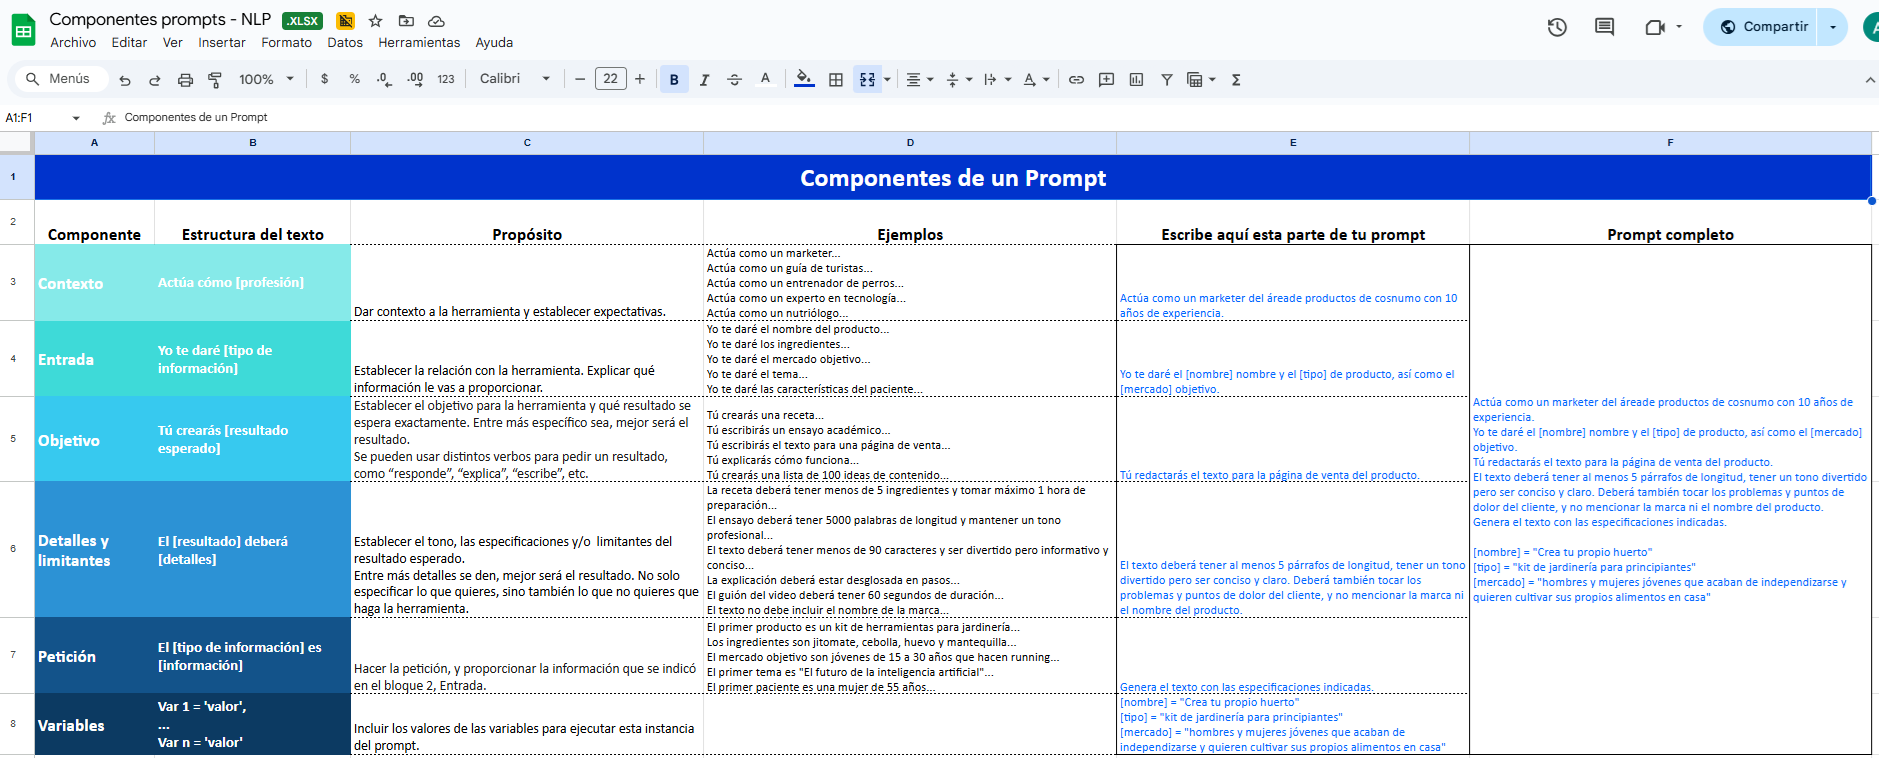 Componentes prompts - NLP .XLSX
Archivo Editar Ver Insertar Formato Datos Herramientas Ayuda
Compartir
A
Menús 100% $ % .0 .00 123 Calibri 22 B I A
A1:F1 fx Componentes de un Prompt
A B C D E F
1 Componentes de un Prompt
2 Componente Estructura del texto Propósito Ejemplos Escribe aquí esta parte de tu prompt Prompt completo
3
Contexto
Actúa cómo [profesión]
Dar contexto a la herramienta y establecer expectativas.
Actúa como un marketer...
Actúa como un guía de turistas...
Actúa como un entrenador de perros...
Actúa como un experto en tecnología...
Actúa como un nutriólogo...
Actúa como un marketer del áreade productos de cosnumo con 10
años de experiencia.
4
Entrada
Yo te daré [tipo de
información]
Establecer la relación con la herramienta. Explicar qué
información le vas a proporcionar.
Yo te daré el nombre del producto...
Yo te daré los ingredientes...
Yo te daré el mercado objetivo...
Yo te daré el tema...
Yo te daré las características del paciente...
Yo te daré el [nombre] nombre y el [tipo] de producto, así como el
[mercado] objetivo.
5
Objetivo
Tú crearás [resultado
esperado]
Establecer el objetivo para la herramienta y qué resultado se
espera exactamente. Entre más específico sea, mejor será el
resultado.
Se pueden usar distintos verbos para pedir un resultado,
como “responde”, “explica”, “escribe”, etc.
Tú crearás una receta...
Tú escribirás un ensayo académico...
Tú escribirás el texto para una página de venta...
Tú explicarás cómo funciona...
Tú crearás una lista de 100 ideas de contenido...
Tú redactarás el texto para la página de venta del producto.
6
Detalles y
limitantes
El [resultado] deberá
[detalles]
Establecer el tono, las especificaciones y/o limitantes del
resultado esperado.
Entre más detalles se den, mejor será el resultado. No solo
especificar lo que quieres, sino también lo que no quieres que
haga la herramienta.
La receta deberá tener menos de 5 ingredientes y tomar máximo 1 hora de
preparación...
El ensayo deberá tener 5000 palabras de longitud y mantener un tono
profesional...
El texto deberá tener menos de 90 caracteres y ser divertido pero informativo y
conciso...
La explicación deberá estar desglosada en pasos...
El guión del video deberá tener 60 segundos de duración...
El texto no debe incluir el nombre de la marca...
El texto deberá tener al menos 5 párrafos de longitud, tener un tono
divertido pero ser conciso y claro. Deberá también tocar los
problemas y puntos de dolor del cliente, y no mencionar la marca ni
el nombre del producto.
7
Petición
El [tipo de información] es
[información]
Hacer la petición, y proporcionar la información que se indicó
en el bloque 2, Entrada.
El primer producto es un kit de herramientas para jardinería...
Los ingredientes son jitomate, cebolla, huevo y mantequilla...
El mercado objetivo son jóvenes de 15 a 30 años que hacen running...
El primer tema es "El futuro de la inteligencia artificial"...
El primer paciente es una mujer de 55 años...
Genera el texto con las especificaciones indicadas.
8
Variables
Var 1 = 'valor',
...
Var n = 'valor'
Incluir los valores de las variables para ejecutar esta instancia
del prompt.
[nombre] = "Crea tu propio huerto"
[tipo] = "kit de jardinería para principiantes"
[mercado] = "hombres y mujeres jóvenes que acaban de
independizarse y quieren cultivar sus propios alimentos en casa"
Actúa como un marketer del áreade productos de cosnumo con 10 años de
experiencia.
Yo te daré el [nombre] nombre y el [tipo] de producto, así como el [mercado]
objetivo.
Tú redactarás el texto para la página de venta del producto.
El texto deberá tener al menos 5 párrafos de longitud, tener un tono divertido
pero ser conciso y claro. Deberá también tocar los problemas y puntos de
dolor del cliente, y no mencionar la marca ni el nombre del producto.
Genera el texto con las especificaciones indicadas.
[nombre] = "Crea tu propio huerto"
[tipo] = "kit de jardinería para principiantes"
[mercado] = "hombres y mujeres jóvenes que acaban de independizarse y
quieren cultivar sus propios alimentos en casa"